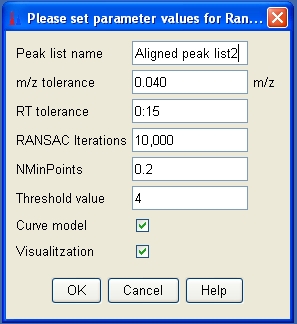 Please set parameter values for Ran...
Peak list name Aligned peak list2
m/z tolerance 0.040 m/z
RT tolerance 0:15
RANSAC Iterations 10,000
NMinPoints 0.2
Threshold value 4
Curve model
Visualitzation
OK Cancel Help